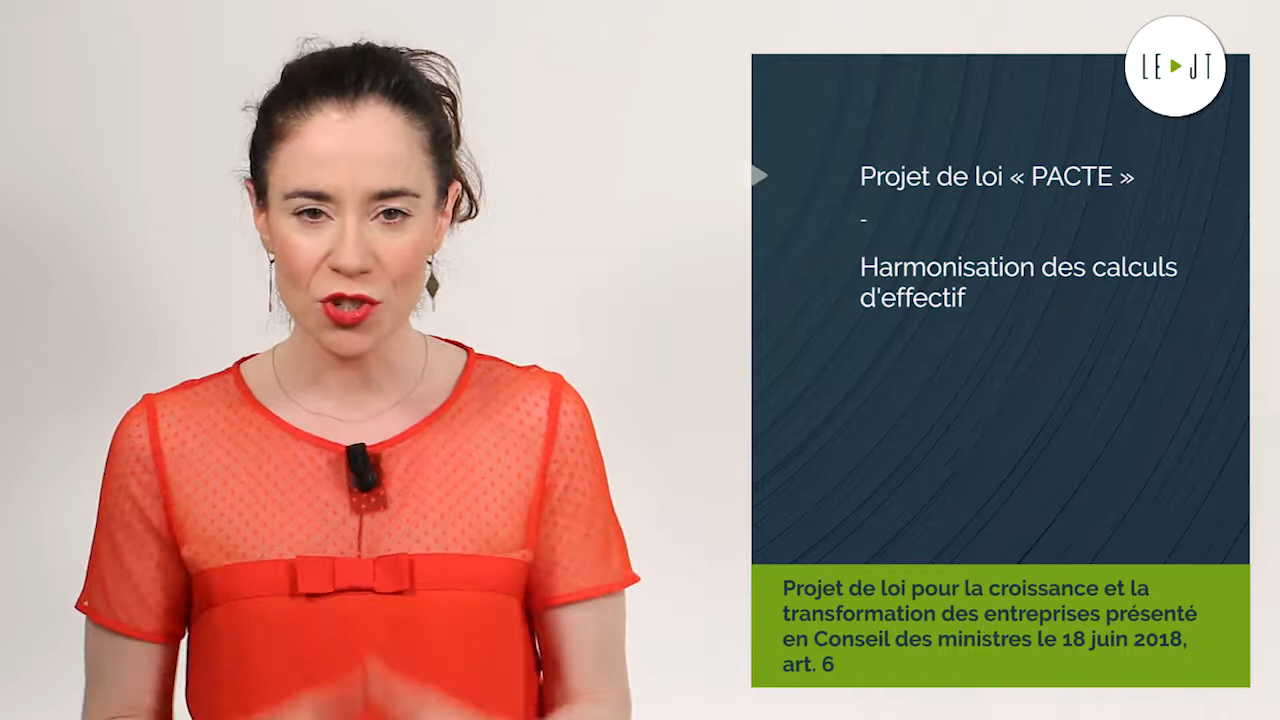 LE JT
Projet de loi « PACTE »
-
Harmonisation des calculs
d'effectif
Projet de loi pour la croissance et la
transformation des entreprises présenté
en Conseil des ministres le 18 juin 2018,
art. 6